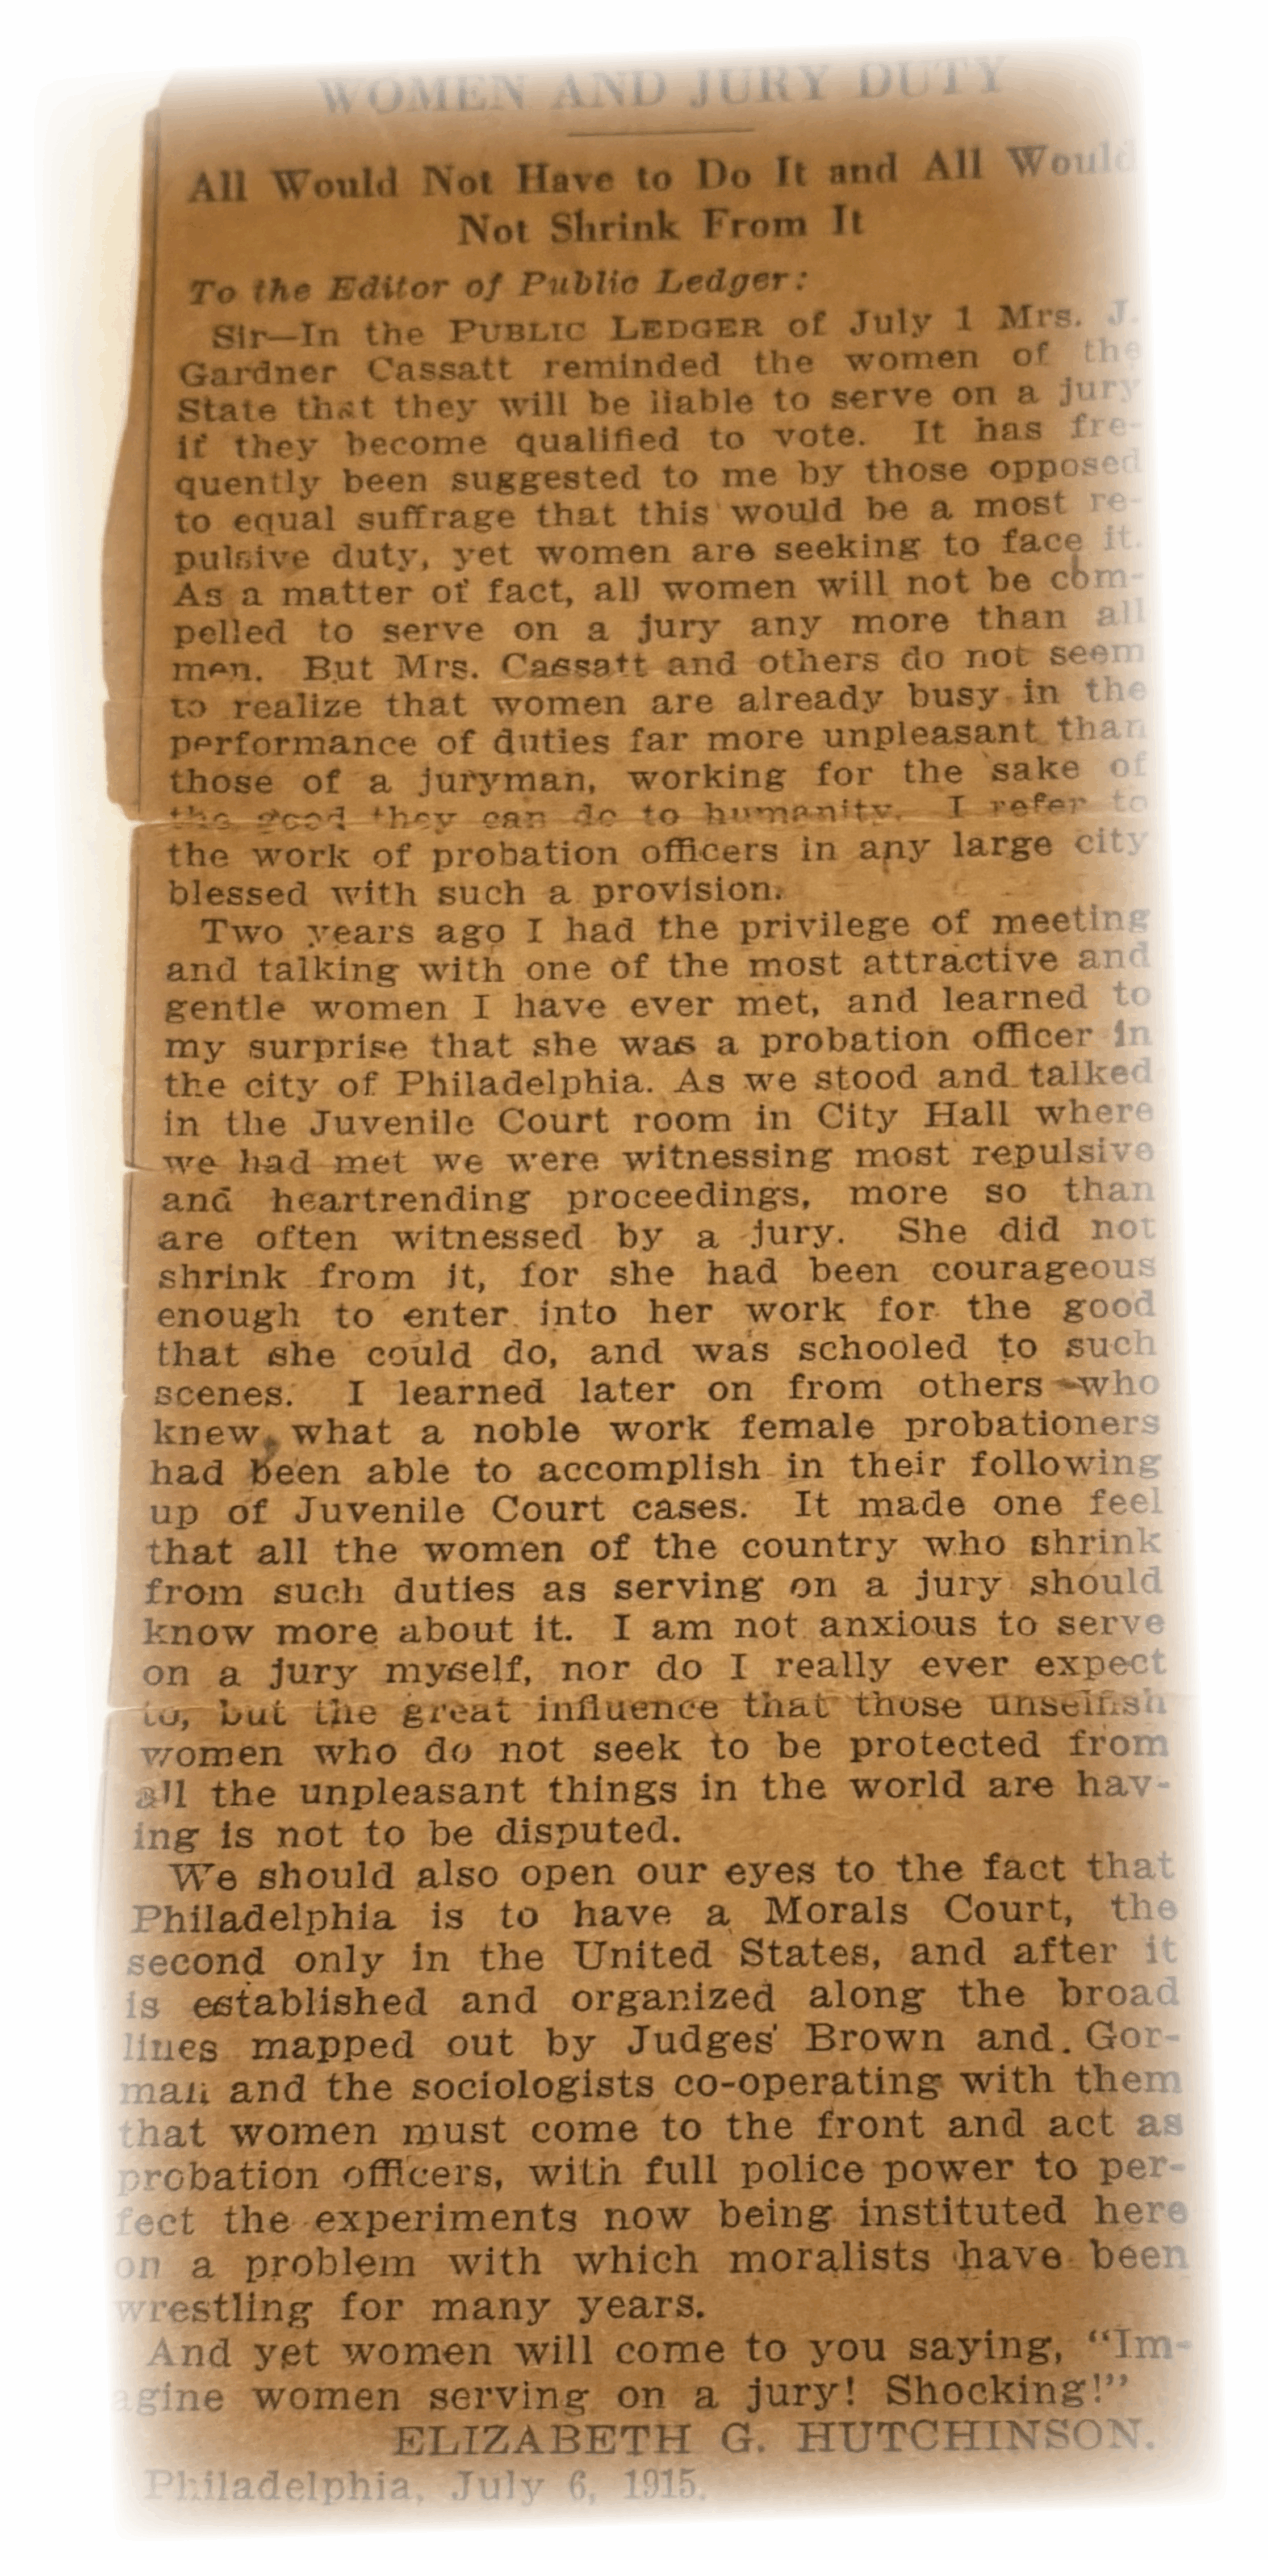 WOMEN AND JURY DUTY
All Would Not Have to Do It and All Would
Not Shrink From It
To the Editor of Public Ledger:
Sir—In the PUBLIC LEDGER of July 1 Mrs. J.
Gardner Cassatt reminded the women of the
State that they will be liable to serve on a jury
if they become qualified to vote. It has fre-
quently been suggested to me by those opposed
to equal suffrage that this would be a most re-
pulsive duty, yet women are seeking to face it.
As a matter of fact, all women will not be com-
pelled to serve on a jury any more than all
men. But Mrs. Cassatt and others do not seem
to realize that women are already busy in the
performance of duties far more unpleasant than
those of a juryman, working for the sake of
the good they can do to humanity. I refer to
the work of probation officers in any large city
blessed with such a provision.
Two years ago I had the privilege of meeting
and talking with one of the most attractive and
gentle women I have ever met, and learned to
my surprise that she was a probation officer in
the city of Philadelphia. As we stood and talked
in the Juvenile Court room in City Hall where
we had met we were witnessing most repulsive
and heartrending proceedings, more so than
are often witnessed by a jury. She did not
shrink from it, for she had been courageous
enough to enter into her work for the good
that she could do, and was schooled to such
scenes. I learned later on from others who
knew, what a noble work female probationers
had been able to accomplish in their following
up of Juvenile Court cases. It made one feel
that all the women of the country who shrink
from such duties as serving on a jury should
know more about it. I am not anxious to serve
on a jury myself, nor do I really ever expect
to, but the great influence that those unselfish
women who do not seek to be protected from
all the unpleasant things in the world are hav-
ing is not to be disputed.
We should also open our eyes to the fact that
Philadelphia is to have a Morals Court, the
second only in the United States, and after it
is established and organized along the broad
lines mapped out by Judges Brown and Gor-
man and the sociologists co-operating with them
that women must come to the front and act as
probation officers, with full police power to per-
fect the experiments now being instituted here
on a problem with which moralists have been
wrestling for many years.
And yet women will come to you saying, "Im-
agine women serving on a jury! Shocking!"
ELIZABETH G. HUTCHINSON.
Philadelphia, July 6, 1915.